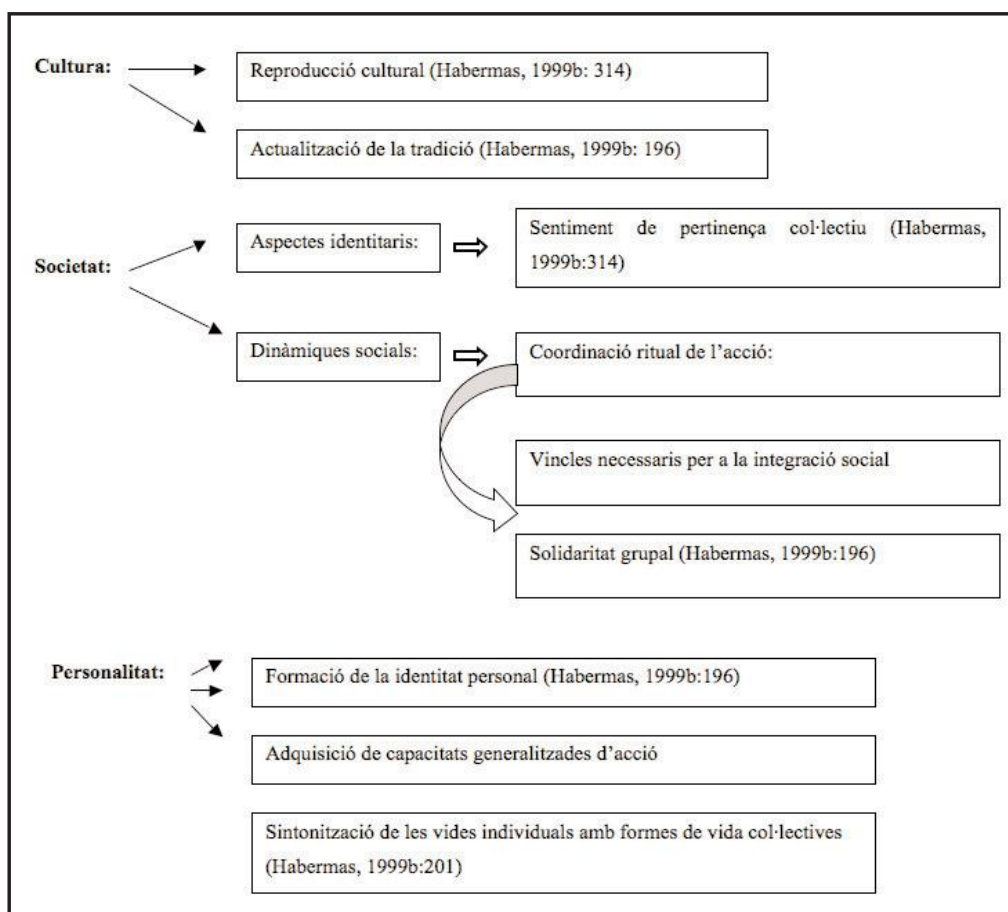 Cultura:
Reproducció cultural (Habermas, 1999b: 314)
Actualització de la tradició (Habermas, 1999b: 196)
Societat:
Aspectes identitaris:
Sentiment de pertinença col·lectiu (Habermas,
1999b:314)
Dinàmiques socials:
Coordinació ritual de l’acció:
Vincles necessaris per a la integració social
Solidaritat grupal (Habermas, 1999b:196)
Personalitat:
Formació de la identitat personal (Habermas, 1999b:196)
Adquisició de capacitats generalitzades d’acció
Sintonització de les vides individuals amb formes de vida col·lectives
(Habermas, 1999b:201)